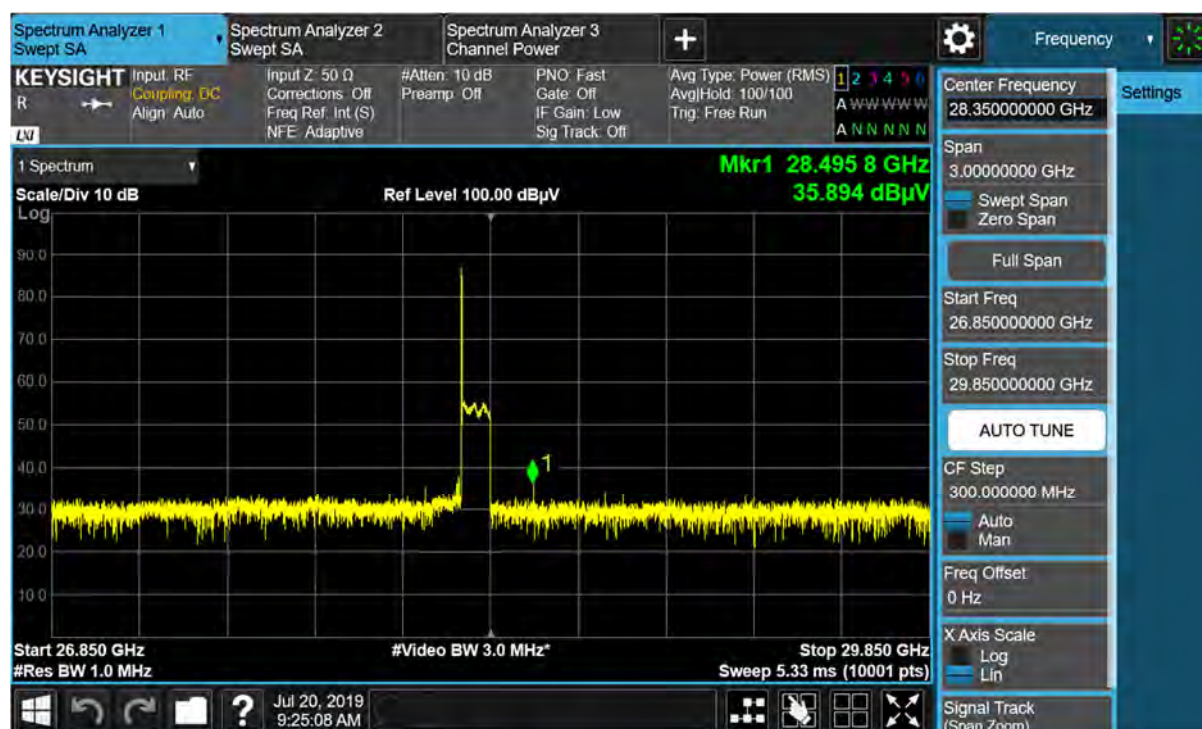 Spectrum Analyzer 1
Swept SA
Spectrum Analyzer 2
Swept SA
Spectrum Analyzer 3
Channel Power
Frequency
KEYSIGHT
R
LXI
Input: RF
Coupling: DC
Align: Auto
Input Z: 50 Ω
Corrections: Off
Freq Ref: Int (S)
NFE: Adaptive
#Atten: 10 dB
Preamp: Off
PNO: Fast
Gate: Off
IF Gain: Low
Sig Track: Off
Avg Type: Power (RMS)
Avg|Hold: 100/100
Trig: Free Run
1 2 3 4 5 6
A W W W W W
A N N N N N
1 Spectrum
Scale/Div 10 dB
Ref Level 100.00 dBµV
Mkr1 28.495 8 GHz
35.894 dBµV
Log
90.0
80.0
70.0
60.0
50.0
40.0
30.0
20.0
10.0
1
Start 26.850 GHz
#Video BW 3.0 MHz*
Stop 29.850 GHz
#Res BW 1.0 MHz
Sweep 5.33 ms (10001 pts)
?
Jul 20, 2019
9:25:08 AM
Center Frequency
28.350000000 GHz
Settings
Span
3.00000000 GHz
Swept Span
Zero Span
Full Span
Start Freq
26.850000000 GHz
Stop Freq
29.850000000 GHz
AUTO TUNE
CF Step
300.000000 MHz
Auto
Man
Freq Offset
0 Hz
X Axis Scale
Log
Lin
Signal Track
(Span Zoom)